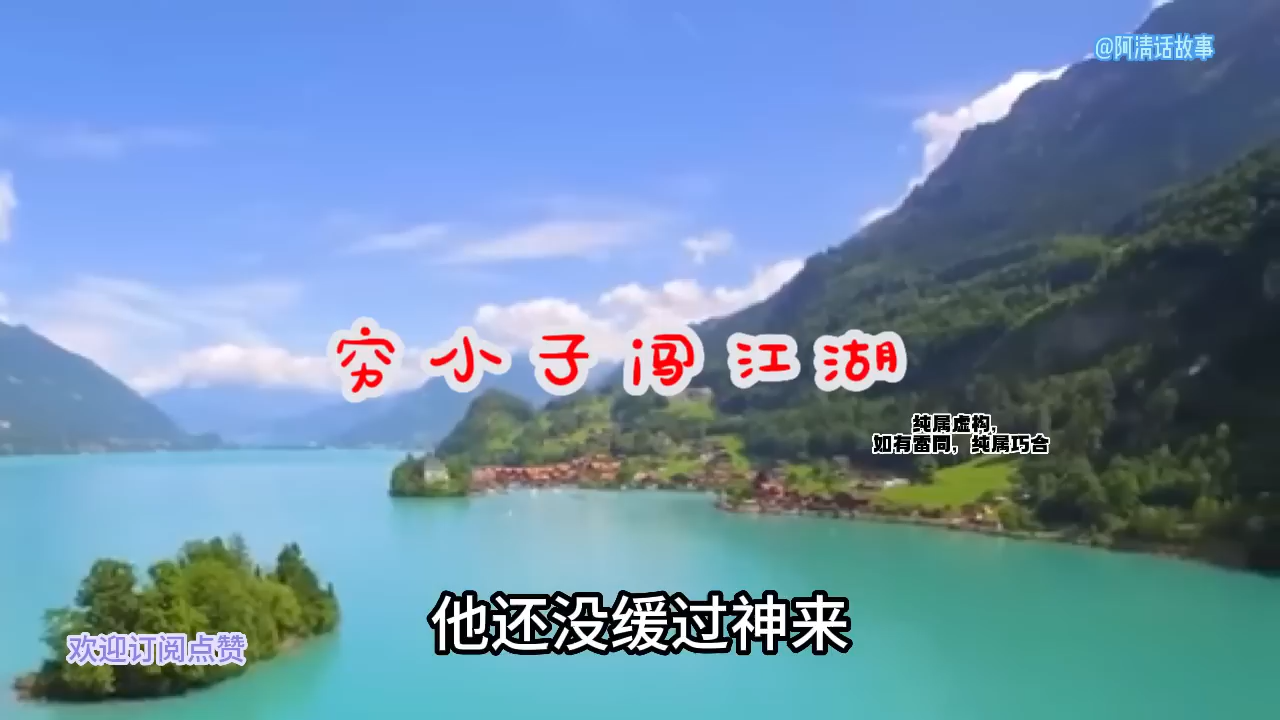 @阿清话故事
穷小子闯江湖
纯属虚构,
如有雷同,纯属巧合
他还没缓过神来
欢迎订阅点赞